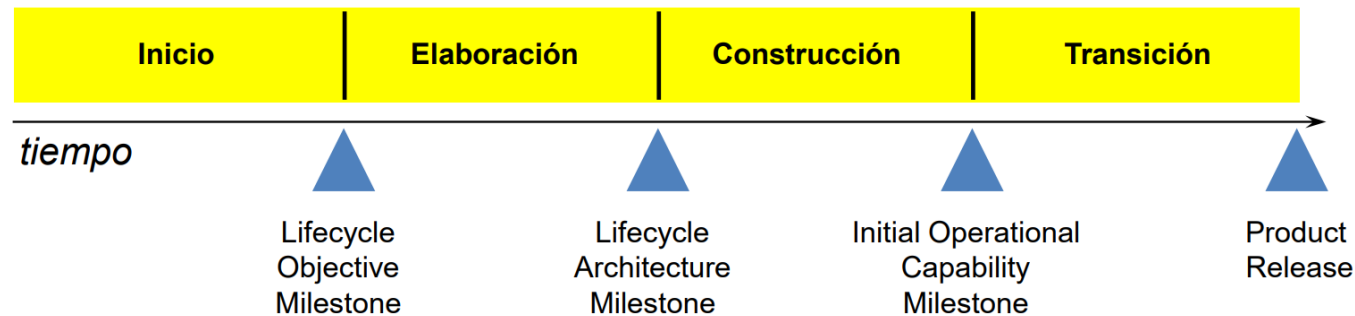 Inicio
Elaboración
Construcción
Transición
tiempo
Lifecycle
Objective
Milestone
Lifecycle
Architecture
Milestone
Initial Operational
Capability
Milestone
Product
Release